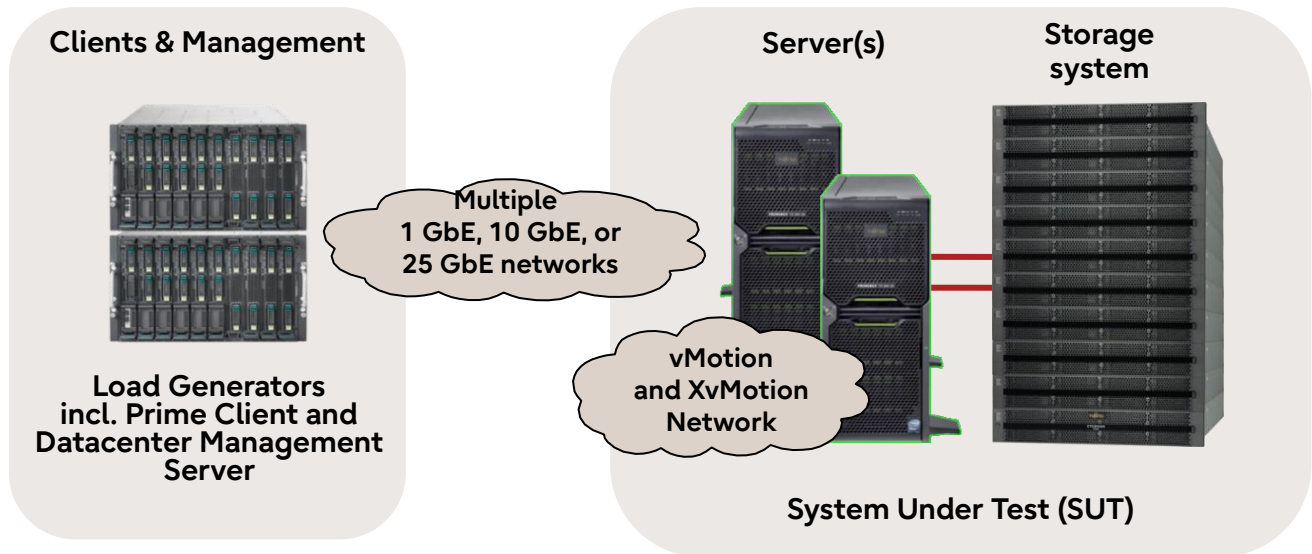 Clients & Management
Load Generators
incl. Prime Client and
Datacenter Management
Server
Multiple
1 GbE, 10 GbE, or
25 GbE networks
Server(s)
Storage
system
vMotion
and XvMotion
Network
System Under Test (SUT)